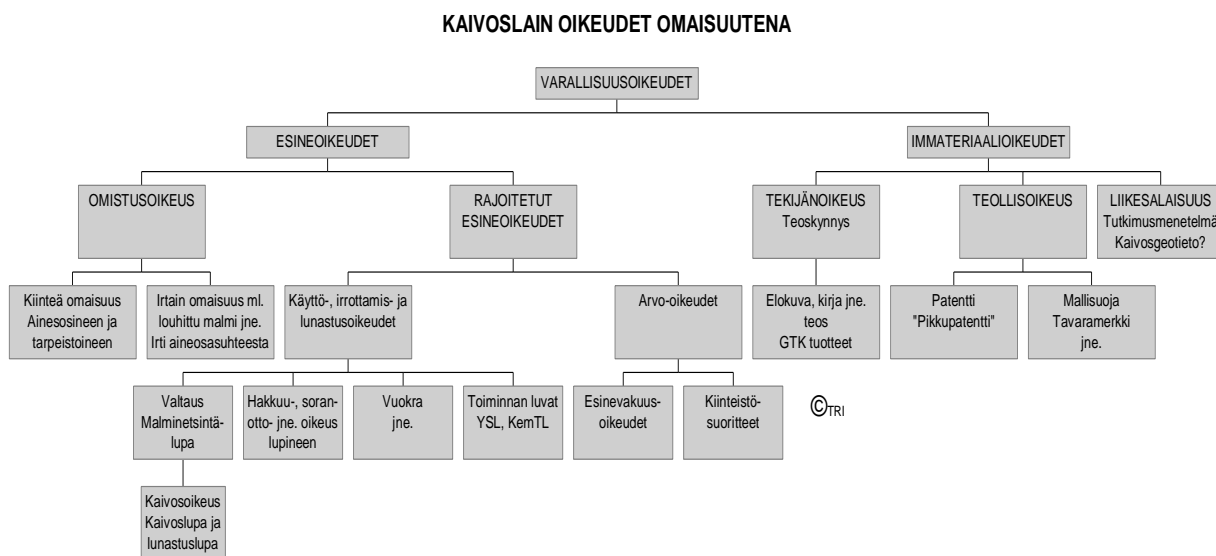 KAIVOSLAIN OIKEUDET OMAISUUTENA
VARALLISUUSOIKEUDET
ESINEOIKEUDET
IMMATERIAALIOIKEUDET
OMISTUSOIKEUS
RAJOITETUT
ESINEOIKEUDET
TEKIJÄNOIKEUS
Teoskynnys
TEOLLISOIKEUS
LIIKESALAISUUS
Tutkimusmenetelmä
Kaivosgeotieto?
Kiinteä omaisuus
Ainesosineen ja
tarpeistoineen
Irtain omaisuus ml.
louhittu malmi jne.
Irti aineosasuhteesta
Käyttö-, irrottamis- ja
lunastusoikeudet
Arvo-oikeudet
Elokuva, kirja jne.
teos
GTK tuotteet
Patentti
"Pikkupatentti"
Mallisuoja
Tavaramerkki
jne.
Valtaus
Malminetsintä-
lupa
Hakkuu-, soran-
otto- jne. oikeus
lupineen
Vuokra
jne.
Toiminnan luvat
YSL, KemTL
Esinevakuus-
oikeudet
Kiinteistö-
suoritteet
©TRI
Kaivosoikeus
Kaivoslupa ja
lunastuslupa